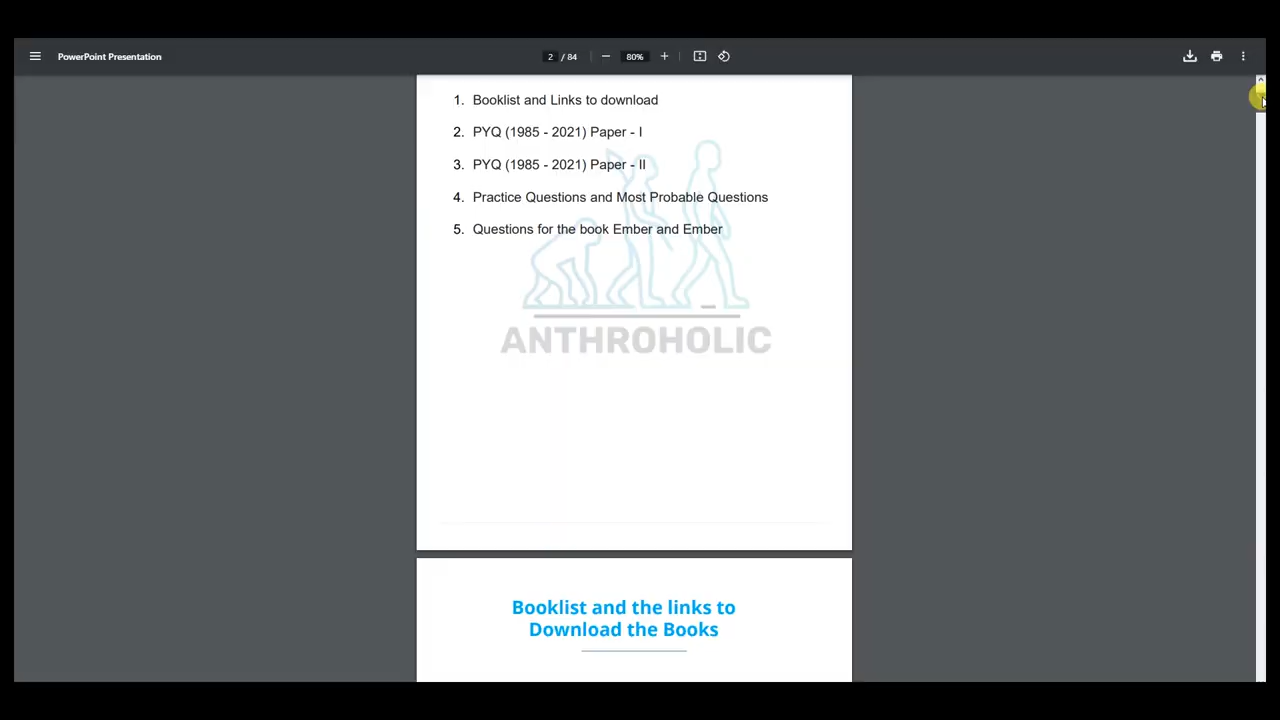 PowerPoint Presentation
2 / 84
80%
1. Booklist and Links to download
2. PYQ (1985 - 2021) Paper - I
3. PYQ (1985 - 2021) Paper - II
4. Practice Questions and Most Probable Questions
5. Questions for the book Ember and Ember
ANTHROHOLIC
Booklist and the links to
Download the Books